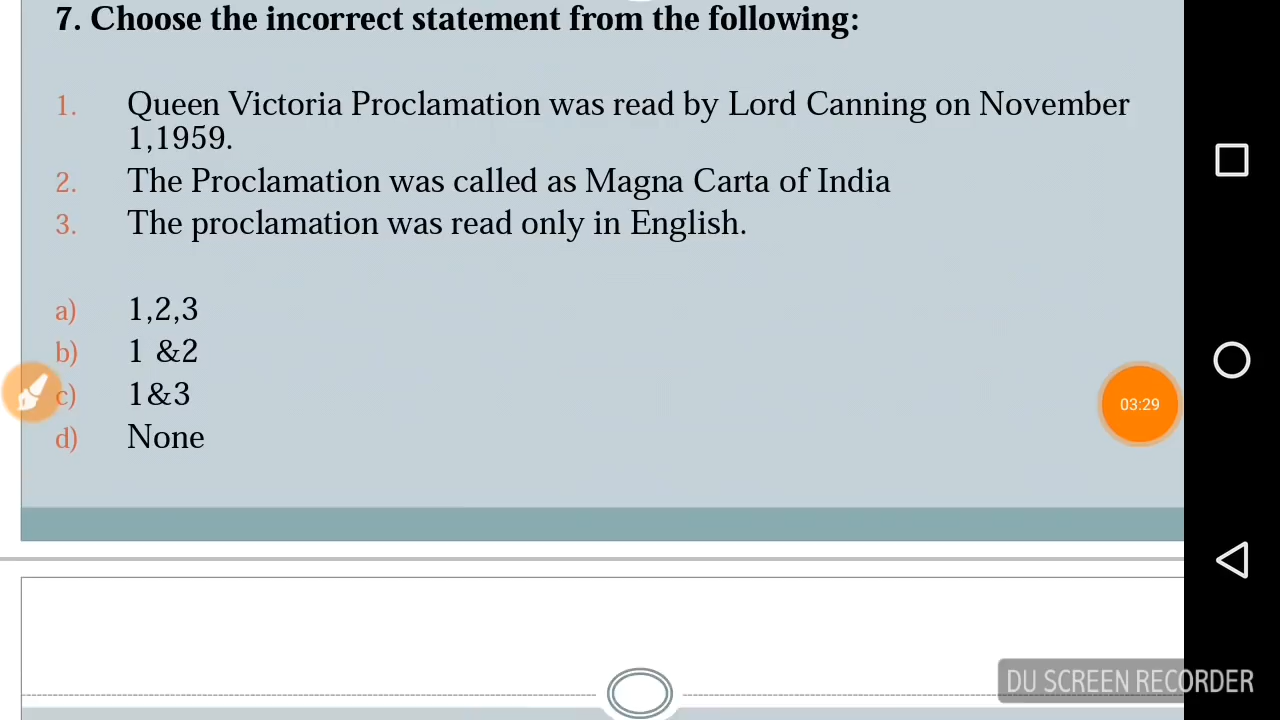 7. Choose the incorrect statement from the following:
1. Queen Victoria Proclamation was read by Lord Canning on November
1,1959.
2. The Proclamation was called as Magna Carta of India
3. The proclamation was read only in English.
a) 1,2,3
b) 1 &2
c) 1&3
d) None
03:29
DU SCREEN RECORDER